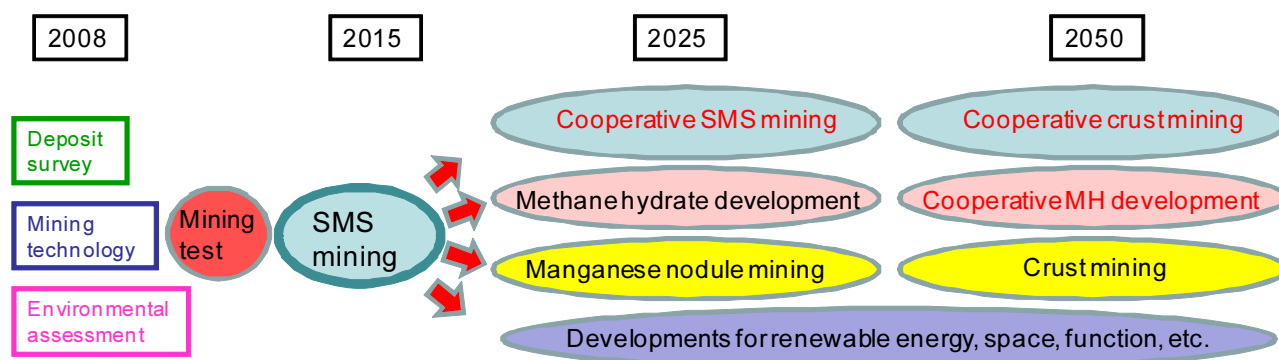 2008
2015
2025
2050
Deposit
survey
Mining
technology
Environmental
assessment
Mining
test
SMS
mining
Cooperative SMS mining
Methane hydrate development
Manganese nodule mining
Cooperative crust mining
Cooperative MH development
Crust mining
Developments for renewable energy, space, function, etc.